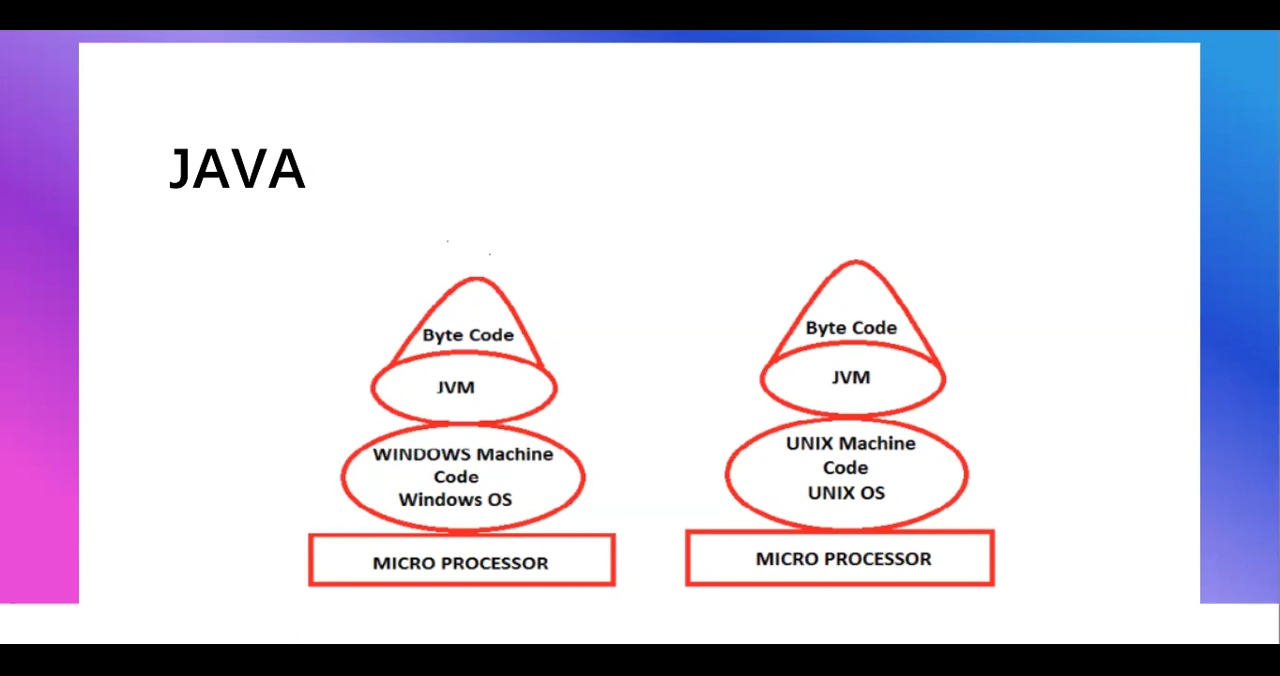 JAVA
Byte Code
JVM
WINDOWS Machine
Code
Windows OS
MICRO PROCESSOR
Byte Code
JVM
UNIX Machine
Code
UNIX OS
MICRO PROCESSOR